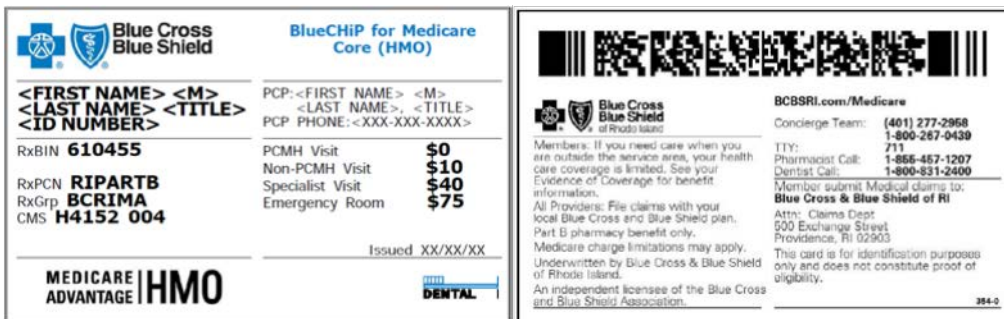 Blue Cross
Blue Shield
BlueCHiP for Medicare
Core (HMO)
<FIRST NAME> <M>
<LAST NAME> <TITLE>
<ID NUMBER>
PCP:<FIRST NAME> <M>
<LAST NAME>, <TITLE>
PCP PHONE:<XXX-XXX-XXXX>
RxBIN 610455
RxPCN RIPARTB
RxGrp BCRIMA
CMS H4152 004
PCMH Visit $0
Non-PCMH Visit $10
Specialist Visit $40
Emergency Room $75
Issued XX/XX/XX
MEDICARE
ADVANTAGE HMO
DENTAL
Blue Cross
Blue Shield
of Rhode Island
Members: If you need care when you
are outside the service area, your health
care coverage is limited. See your
Evidence of Coverage for benefit
information.
All Providers: File claims with your
local Blue Cross and Blue Shield plan.
Part B pharmacy benefit only.
Medicare charge limitations may apply.
Underwritten by Blue Cross & Blue Shield
of Rhode Island.
An independent licensee of the Blue Cross
and Blue Shield Association.
BCBSRI.com/Medicare
Concierge Team: (401) 277-2958
1-800-267-0439
TTY: 711
Pharmacist Call: 1-855-457-1207
Dentist Call: 1-800-831-2400
Member submit Medical claims to:
Blue Cross & Blue Shield of RI
Attn: Claims Dept
500 Exchange Street
Providence, RI 02903
This card is for identification purposes
only and does not constitute proof of
eligibility.
354-0